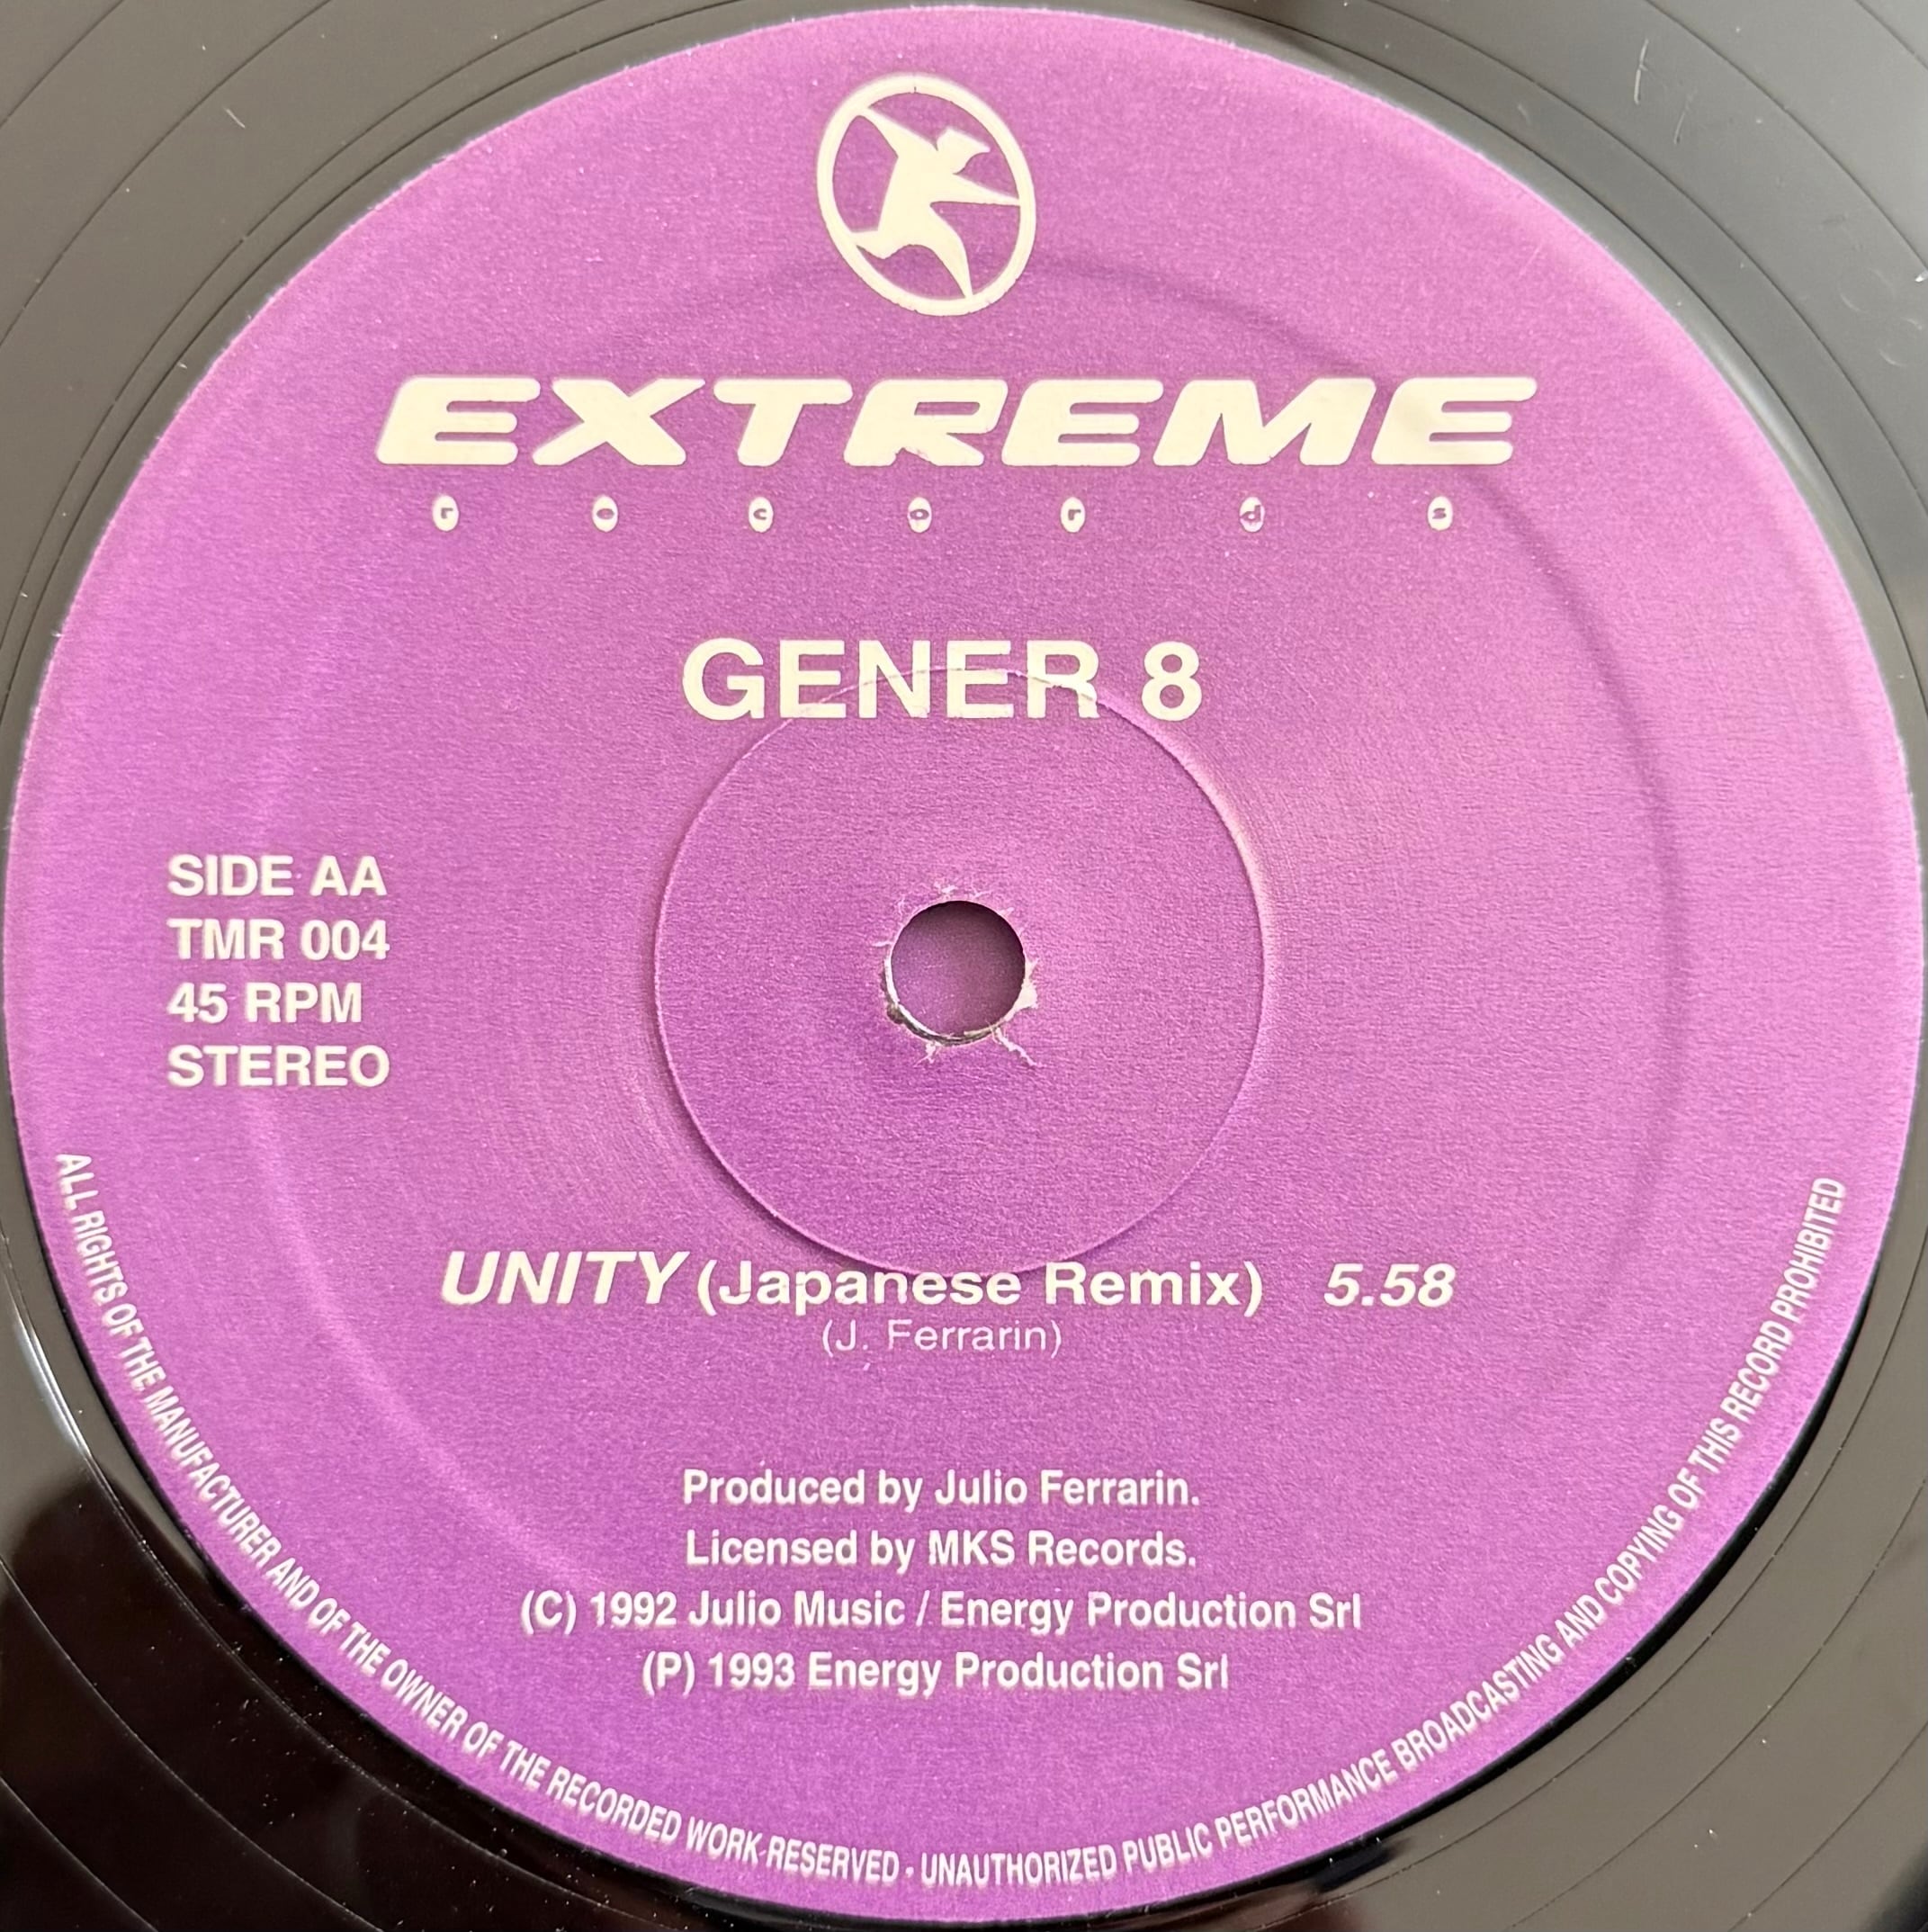 EXTREME
records
GENER 8
SIDE AA
TMR 004
45 RPM
STEREO
UNITY (Japanese Remix) 5.58
(J. Ferrarin)
Produced by Julio Ferrarin.
Licensed by MKS Records.
(C) 1992 Julio Music / Energy Production Srl
(P) 1993 Energy Production Srl
ALL RIGHTS OF THE MANUFACTURER AND OF THE OWNER OF THE RECORDED WORK RESERVED - UNAUTHORIZED PUBLIC PERFORMANCE BROADCASTING AND COPYING OF THIS RECORD PROHIBITED